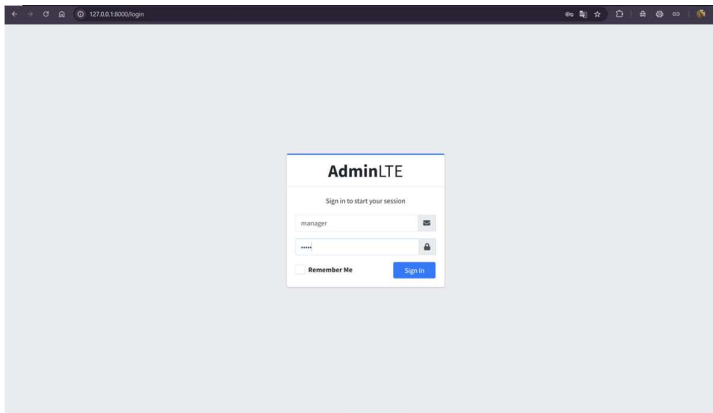 127.0.0.1:8000/login
AdminLTE
Sign in to start your session
manager
•••••
Remember Me
Sign In